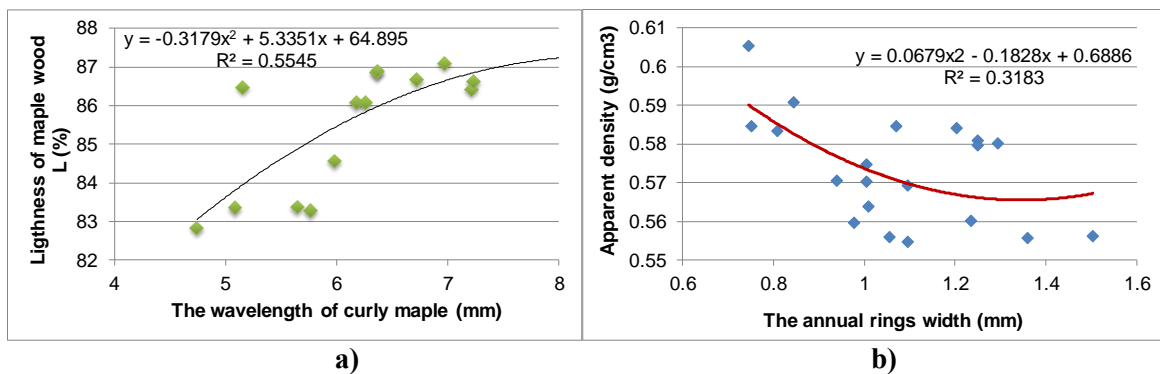 y = -0.3179x² + 5.3351x + 64.895
R² = 0.5545
88
87
86
85
84
83
82
4 5 6 7 8
Ligthness of maple wood
L (%)
The wavelength of curly maple (mm)
a)
y = 0.0679x2 - 0.1828x + 0.6886
R² = 0.3183
0.61
0.6
0.59
0.58
0.57
0.56
0.55
0.6 0.8 1 1.2 1.4 1.6
Apparent density (g/cm3)
The annual rings width (mm)
b)